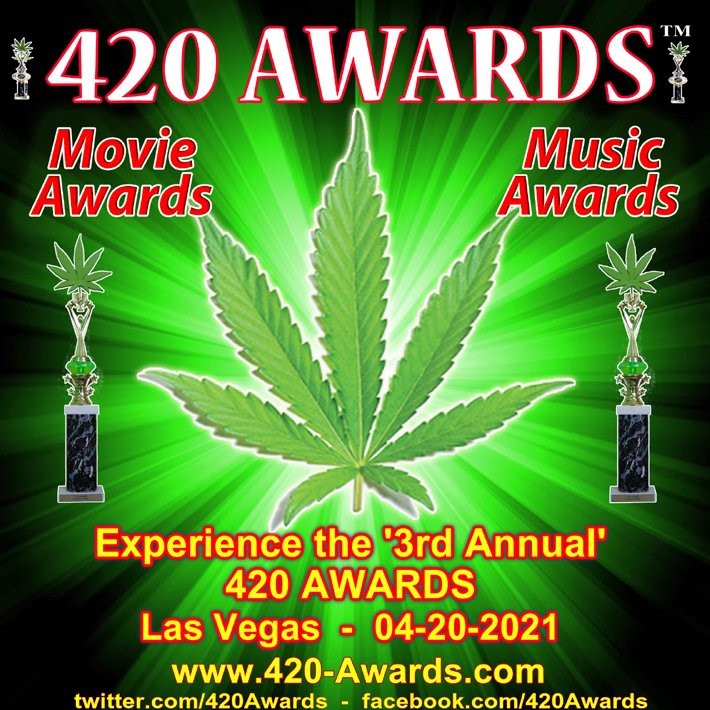 420 AWARDS™
Movie
Awards
Music
Awards
Experience the '3rd Annual'
420 AWARDS
Las Vegas - 04-20-2021
www.420-Awards.com
twitter.com/420Awards - facebook.com/420Awards